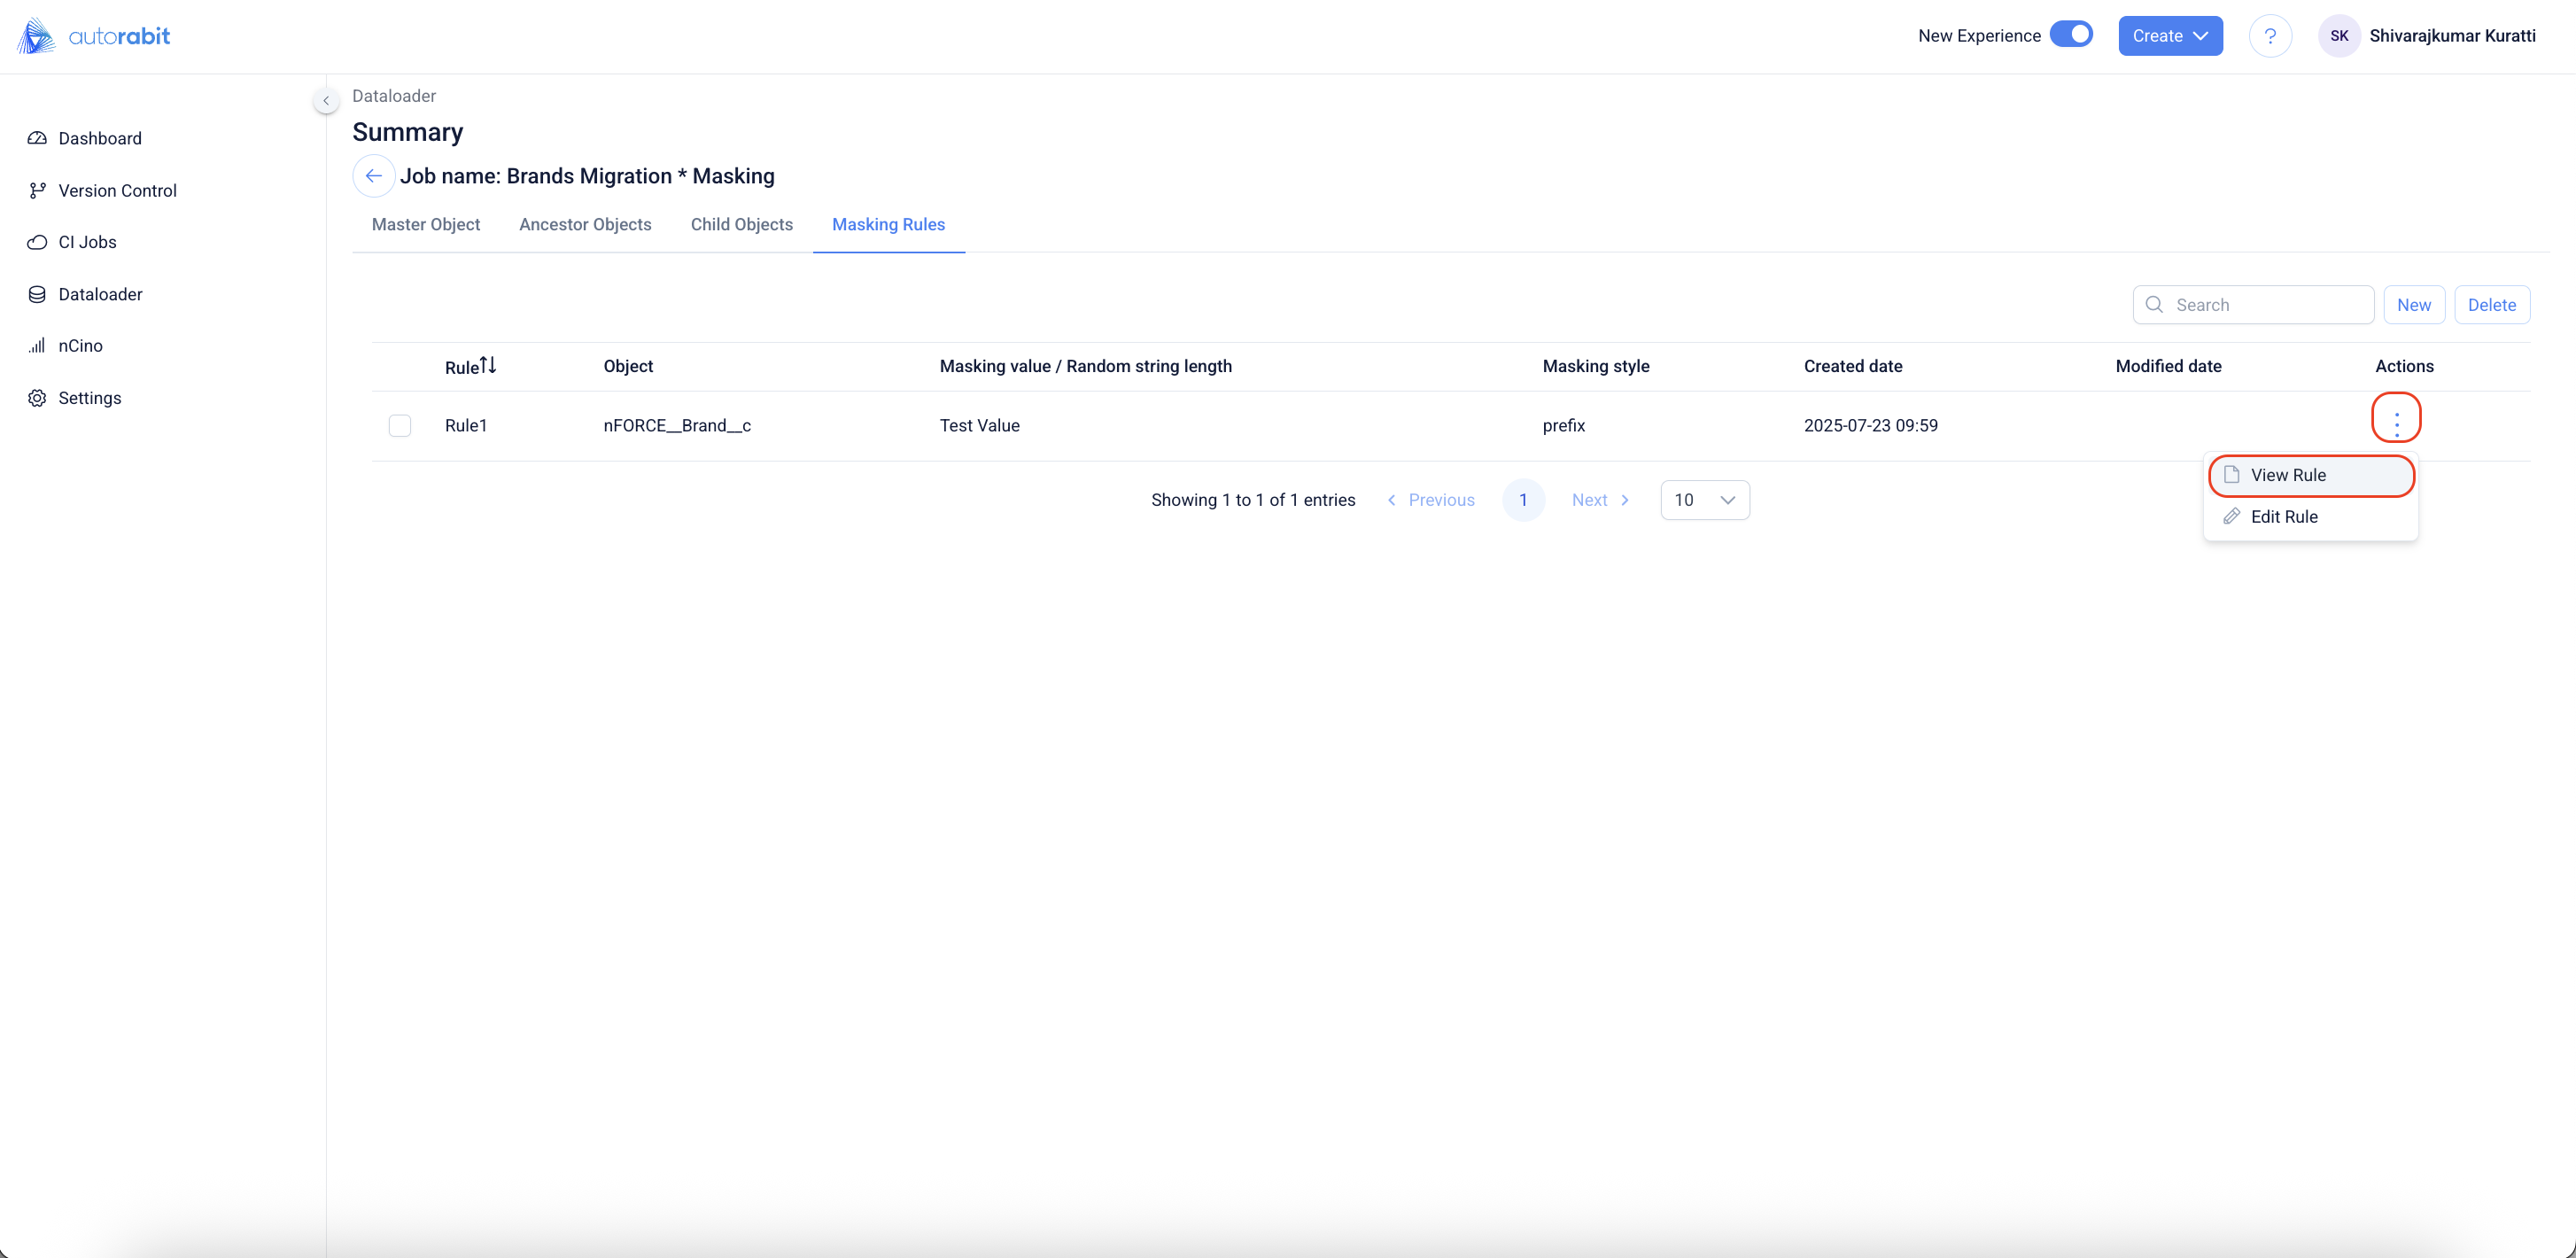 autorabit
New Experience
Create
?
SK
Shivarajkumar Kuratti
Dashboard
Version Control
CI Jobs
Dataloader
nCino
Settings
Dataloader
Summary
Job name: Brands Migration * Masking
Master Object Ancestor Objects Child Objects Masking Rules
Search New Delete
Rule Object Masking value / Random string length Masking style Created date Modified date Actions
Rule1 nFORCE__Brand__c Test Value prefix 2025-07-23 09:59
View Rule
Edit Rule
Showing 1 to 1 of 1 entries Previous 1 Next 10